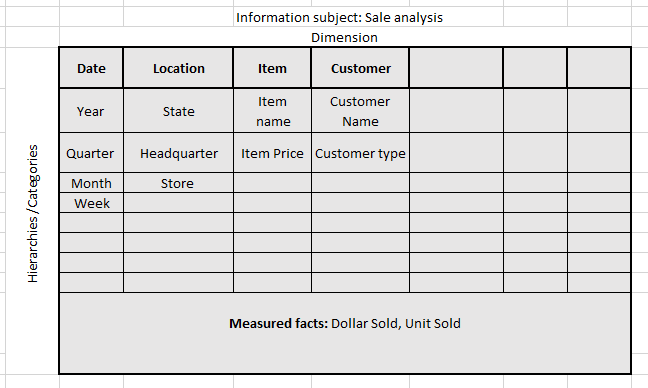 Information subject: Sale analysis
Dimension
Date Location Item Customer
Year State Item name Customer Name
Quarter Headquarter Item Price Customer type
Month Store
Week
Hierarchies/Categories
Measured facts: Dollar Sold, Unit Sold